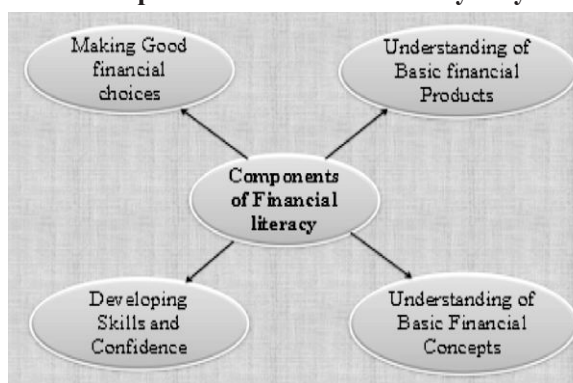 Making Good
financial
choices
Understanding of
Basic financial
Products
Components
of Financial
literacy
Developing
Skills and
Confidence
Understanding of
Basic Financial
Concepts